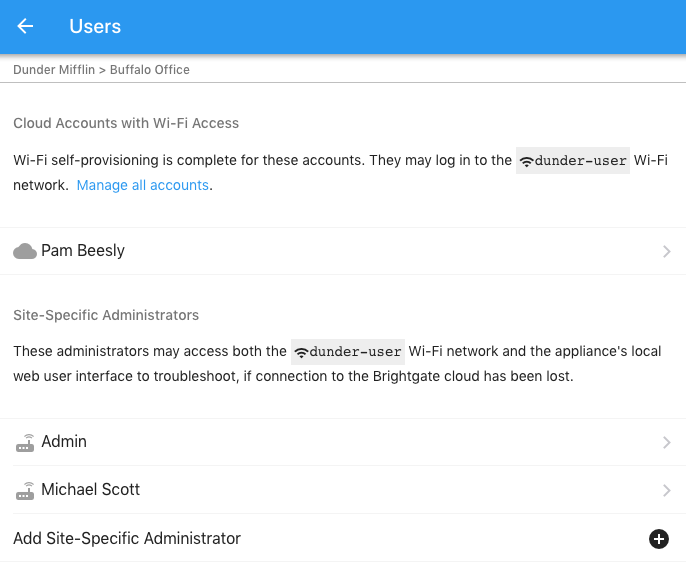 Users
Dunder Mifflin > Buffalo Office
Cloud Accounts with Wi-Fi Access
Wi-Fi self-provisioning is complete for these accounts. They may log in to the dunder-user Wi-Fi
network. Manage all accounts.
Pam Beesly
Site-Specific Administrators
These administrators may access both the dunder-user Wi-Fi network and the appliance's local
web user interface to troubleshoot, if connection to the Brightgate cloud has been lost.
Admin
Michael Scott
Add Site-Specific Administrator